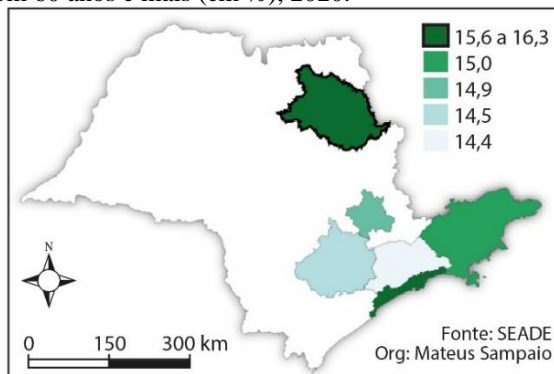 60 anos e mais (em %), 2020.
15,6 a 16,3
15,0
14,9
14,5
14,4
N
0 150 300 km
Fonte: SEADE
Org: Mateus Sampaio